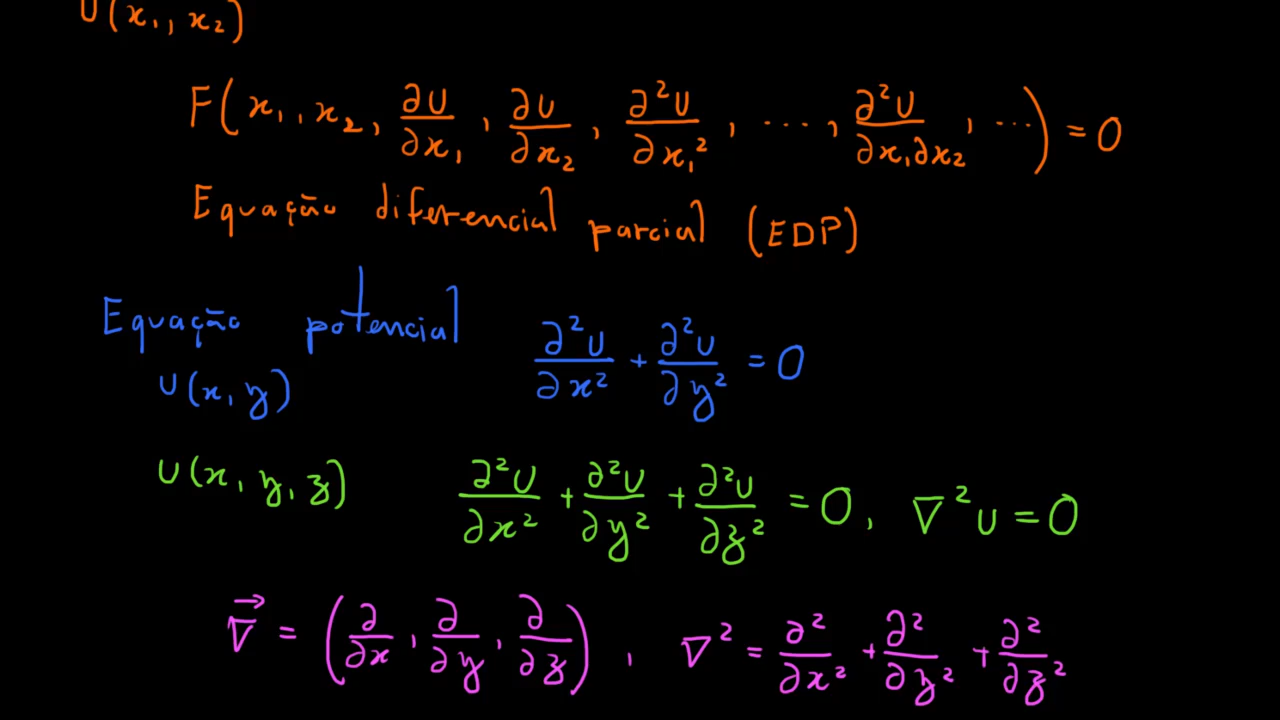 U(x₁, x₂)
F(x₁, x₂, ∂U/∂x₁, ∂U/∂x₂, ∂²U/∂x₁², ..., ∂²U/∂x₁∂x₂, ...) = 0
Equação diferencial parcial (EDP)
Equação potencial ∂²U/∂x² + ∂²U/∂y² = 0
U(x, y)
U(x, y, z) ∂²U/∂x² + ∂²U/∂y² + ∂²U/∂z² = 0, ∇²U = 0
∇⃗ = (∂/∂x, ∂/∂y, ∂/∂z), ∇² = ∂²/∂x² + ∂²/∂y² + ∂²/∂z²